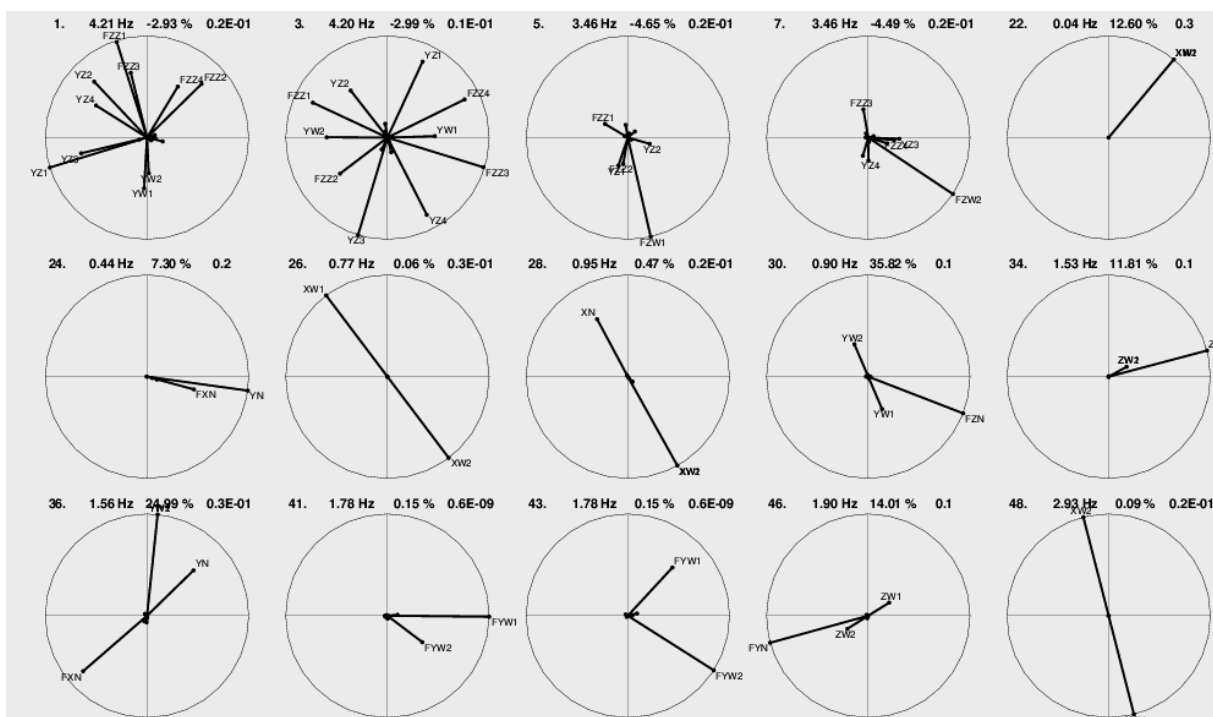 1. 4.21 Hz -2.93 % 0.2E-01
3. 4.20 Hz -2.99 % 0.1E-01
5. 3.46 Hz -4.65 % 0.2E-01
7. 3.46 Hz -4.49 % 0.2E-01
22. 0.04 Hz 12.60 % 0.3
FZZ1
FZZ3
YZ2
FZZ4
FZZ2
YZ4
YZ3
YZ1
YW2
YW1
YZ1
YZ2
FZZ1
FZZ4
YW2
YW1
FZZ2
FZZ3
YZ4
YZ3
FZZ1
YZ2
FZZ2
YZ1
FZW1
FZZ3
YZ4
FZW2
24. 0.44 Hz 7.30 % 0.2
26. 0.77 Hz 0.06 % 0.3E-01
28. 0.95 Hz 0.47 % 0.2E-01
30. 0.90 Hz 35.82 % 0.1
34. 1.53 Hz 11.81 % 0.1
FXN
YN
XW1
XW2
XN
YW2
YW1
FZN
36. 1.56 Hz 24.99 % 0.3E-01
41. 1.78 Hz 0.15 % 0.6E-09
43. 1.78 Hz 0.15 % 0.6E-09
46. 1.90 Hz 14.01 % 0.1
48. 2.93 Hz 0.09 % 0.2E-01
YN
FXN
FYW1
FYW2
FYW1
FYW2
ZW1
ZW2
FYN
XW2